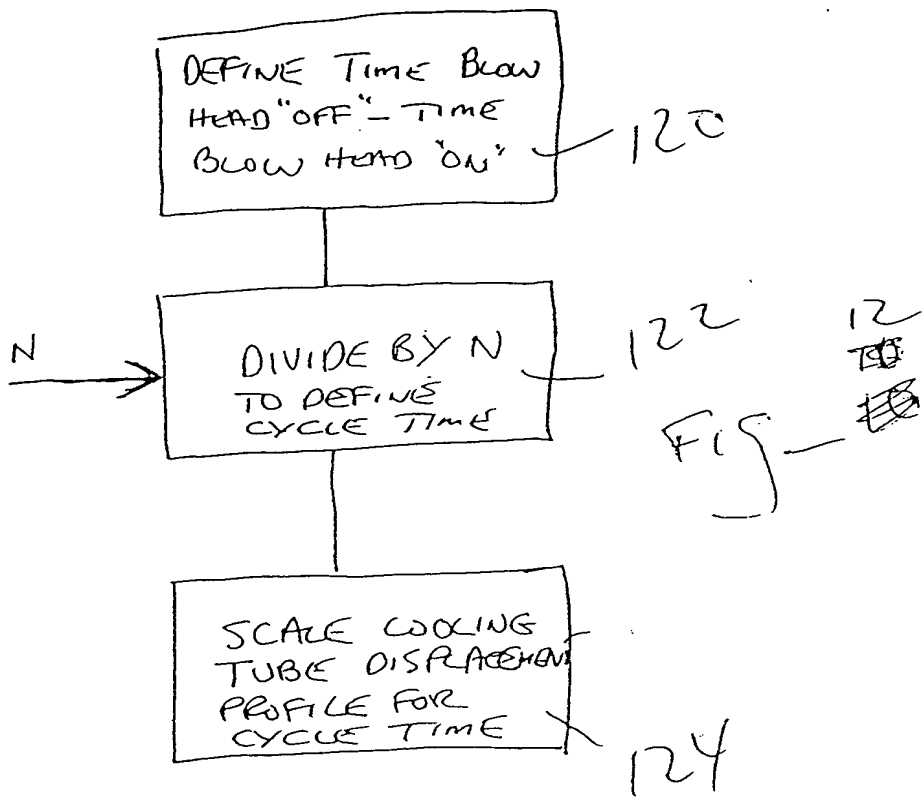 DEFINE TIME BLOW
HEAD "OFF" - TIME
BLOW HEAD "ON"
120
N
DIVIDE BY N
TO DEFINE
CYCLE TIME
122
12
Fig
SCALE COOLING
TUBE DISPLACEMENT
PROFILE FOR
CYCLE TIME
124